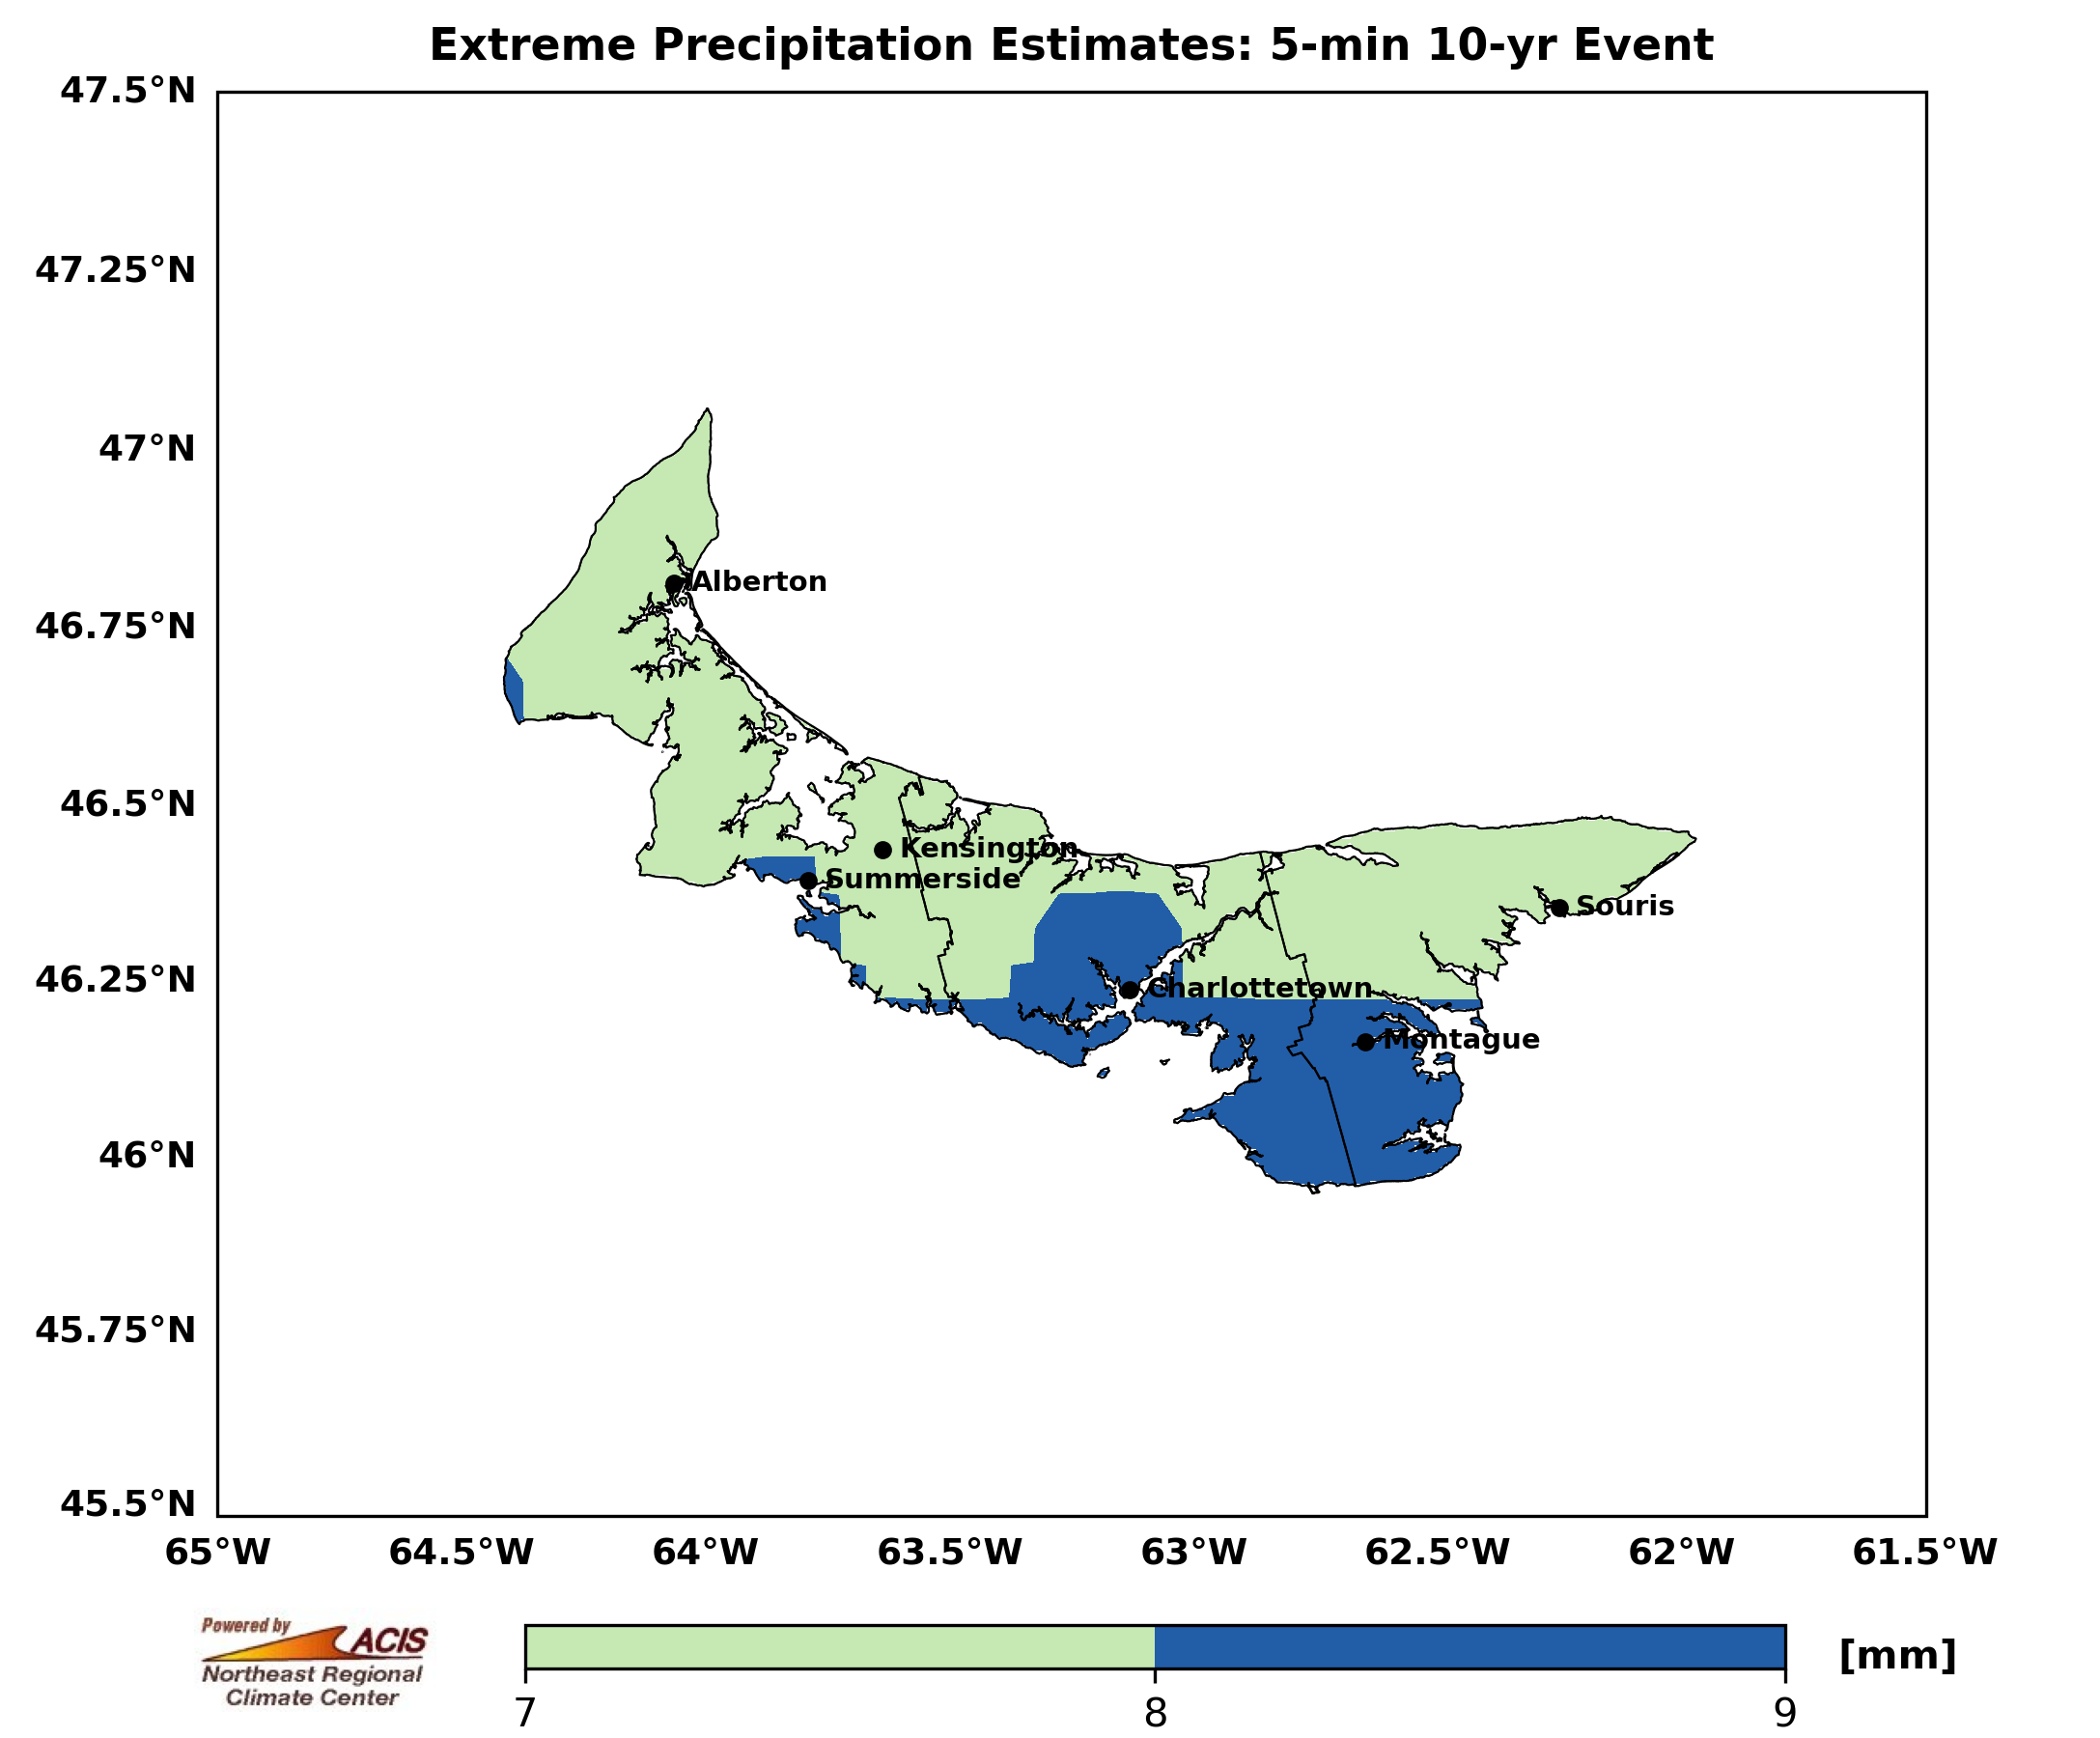 Extreme Precipitation Estimates: 5-min 10-yr Event
47.5°N
47.25°N
47°N
46.75°N
46.5°N
46.25°N
46°N
45.75°N
45.5°N
Alberton
Kensington
Summerside
Souris
Charlottetown
Montague
65°W 64.5°W 64°W 63.5°W 63°W 62.5°W 62°W 61.5°W
Powered by
ACIS
Northeast Regional
Climate Center
[mm]
7 8 9